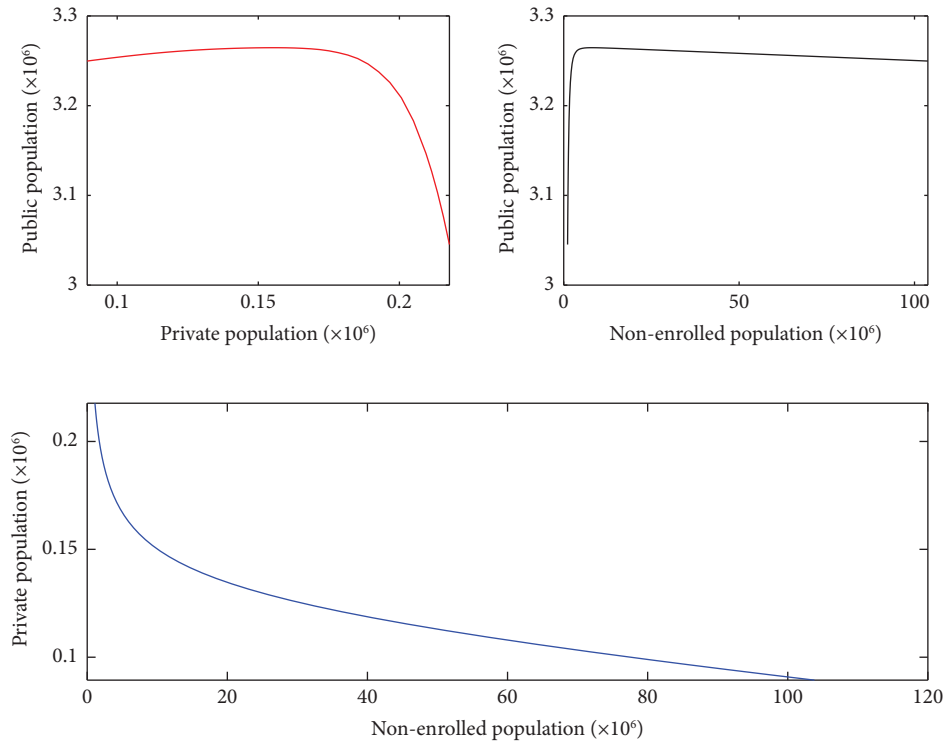 3.3
3.2
3.1
3
Public population (×10⁶)
0.1 0.15 0.2
Private population (×10⁶)
3.3
3.2
3.1
3
Public population (×10⁶)
0 50 100
Non-enrolled population (×10⁶)
0.2
0.15
0.1
Private population (×10⁶)
0 20 40 60 80 100 120
Non-enrolled population (×10⁶)